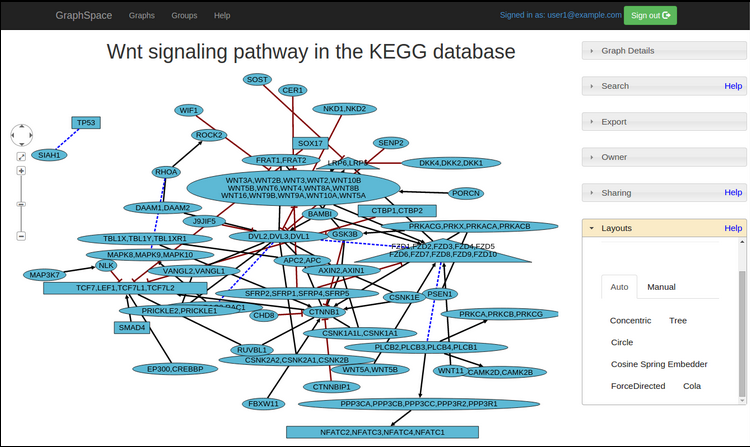 GraphSpace
Graphs
Groups
Help
Signed in as: user1@example.com
Sign out
Wnt signaling pathway in the KEGG database
SOST
CER1
WIF1
NKD1,NKD2
TP53
ROCK2
SOX17
SENP2
SIAH1
FRAT1,FRAT2
LRP6, LRP5
DKK4,DKK2,DKK1
RHOA
WNT3A,WNT2B,WNT3,WNT2,WNT10B
WNT5B,WNT6,WNT4,WNT8A,WNT8B
WNT16,WNT9B,WNT9A,WNT10A,WNT5A
PORCN
DAAM1,DAAM2
BAMBI
CTBP1,CTBP2
J9JIF5
PRKACG,PRKX,PRKACA,PRKACB
TBL1X,TBL1Y,TBL1XR1
DVL2,DVL3,DVL1
GSK3B
FZD1,FZD2,FZD3,FZD4,FZD5
FZD6,FZD7,FZD8,FZD9,FZD10
MAPK8,MAPK9,MAPK10
APC2,APC
NLK
VANGL2,VANGL1
AXIN2,AXIN1
MAP3K7
TCF7,LEF1,TCF7L1,TCF7L2
SFRP2,SFRP1,SFRP4,SFRP5
CSNK1E
PSEN1
RAC1
PRICKLE2,PRICKLE1
CHD8
CTNNB1
PRKCA,PRKCB,PRKCG
SMAD4
CSNK1A1L,CSNK1A1
RUVBL1
PLCB2,PLCB3,PLCB4,PLCB1
CSNK2A2,CSNK2A1,CSNK2B
EP300,CREBBP
WNT5A,WNT5B
WNT11
CAMK2D,CAMK2B
CTNNBIP1
FBXW11
PPP3CA,PPP3CB,PPP3CC,PPP3R2,PPP3R1
NFATC2,NFATC3,NFATC4,NFATC1
Graph Details
Search
Help
Export
Owner
Sharing
Help
Layouts
Help
Auto
Manual
Concentric
Tree
Circle
Cosine Spring Embedder
ForceDirected
Cola